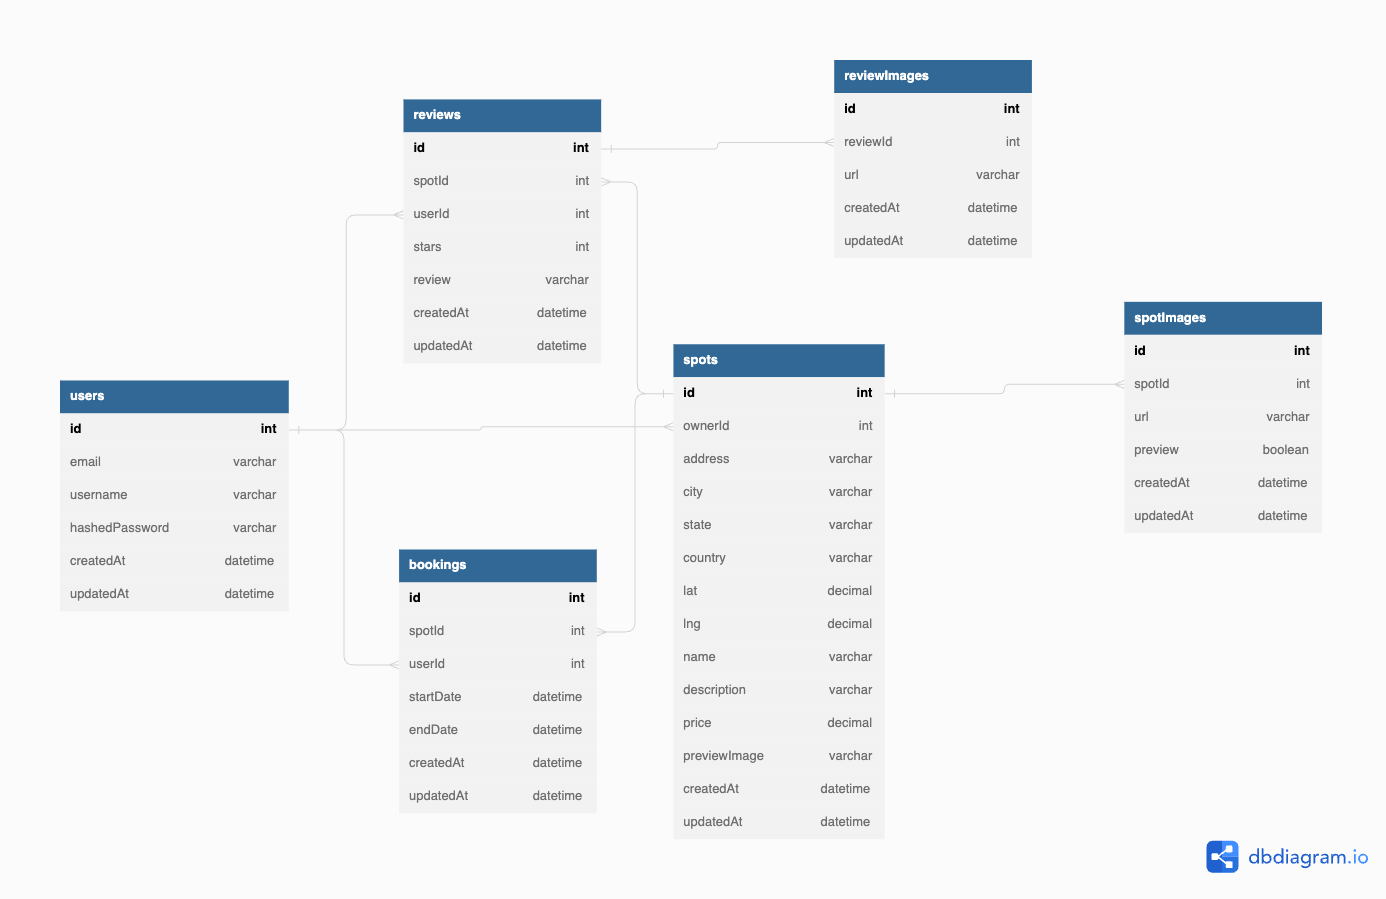 reviewImages
id int
reviewId int
url varchar
createdAt datetime
updatedAt datetime
reviews
id int
spotId int
userId int
stars int
review varchar
createdAt datetime
updatedAt datetime
spotImages
id int
spotId int
url varchar
preview boolean
createdAt datetime
updatedAt datetime
spots
id int
ownerId int
address varchar
city varchar
state varchar
country varchar
lat decimal
lng decimal
name varchar
description varchar
price decimal
previewImage varchar
createdAt datetime
updatedAt datetime
users
id int
email varchar
username varchar
hashedPassword varchar
createdAt datetime
updatedAt datetime
bookings
id int
spotId int
userId int
startDate datetime
endDate datetime
createdAt datetime
updatedAt datetime
dbdiagram.io